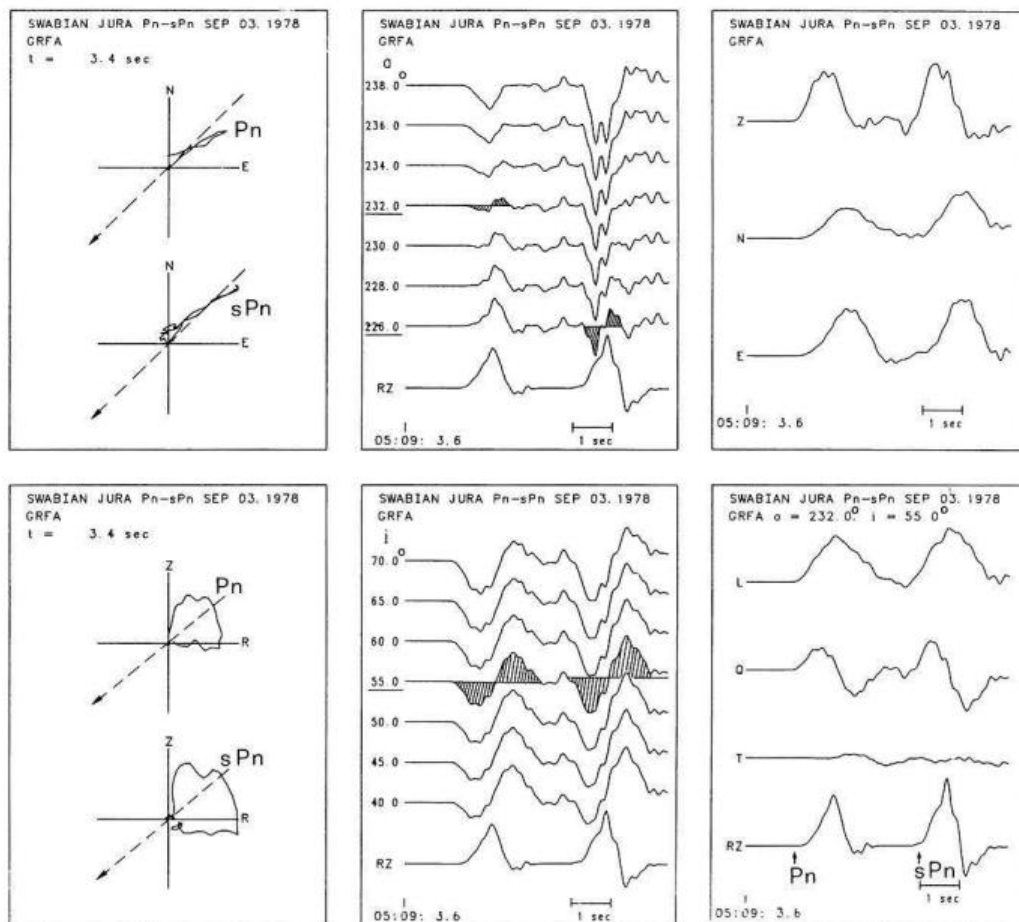 SWABIAN JURA Pn-sPn SEP 03.1978
GRFA
t = 3.4 sec
N
Pn
E
N
sPn
E
SWABIAN JURA Pn-sPn SEP 03.1978
GRFA
a
238.0°
236.0
234.0
232.0
230.0
228.0
226.0
RZ
05:09: 3.6
1 sec
SWABIAN JURA Pn-sPn SEP 03.1978
GRFA
Z
N
E
05:09: 3.6
1 sec
SWABIAN JURA Pn-sPn SEP 03.1978
GRFA
t = 3.4 sec
Z
Pn
R
Z
sPn
R
SWABIAN JURA Pn-sPn SEP 03.1978
GRFA
i
70.0°
65.0
60.0
55.0
50.0
45.0
40.0
RZ
05:09: 3.6
1 sec
SWABIAN JURA Pn-sPn SEP 03.1978
GRFA a = 232.0° i = 55.0°
L
Q
T
RZ
Pn
sPn
1 sec
05:09: 3.6